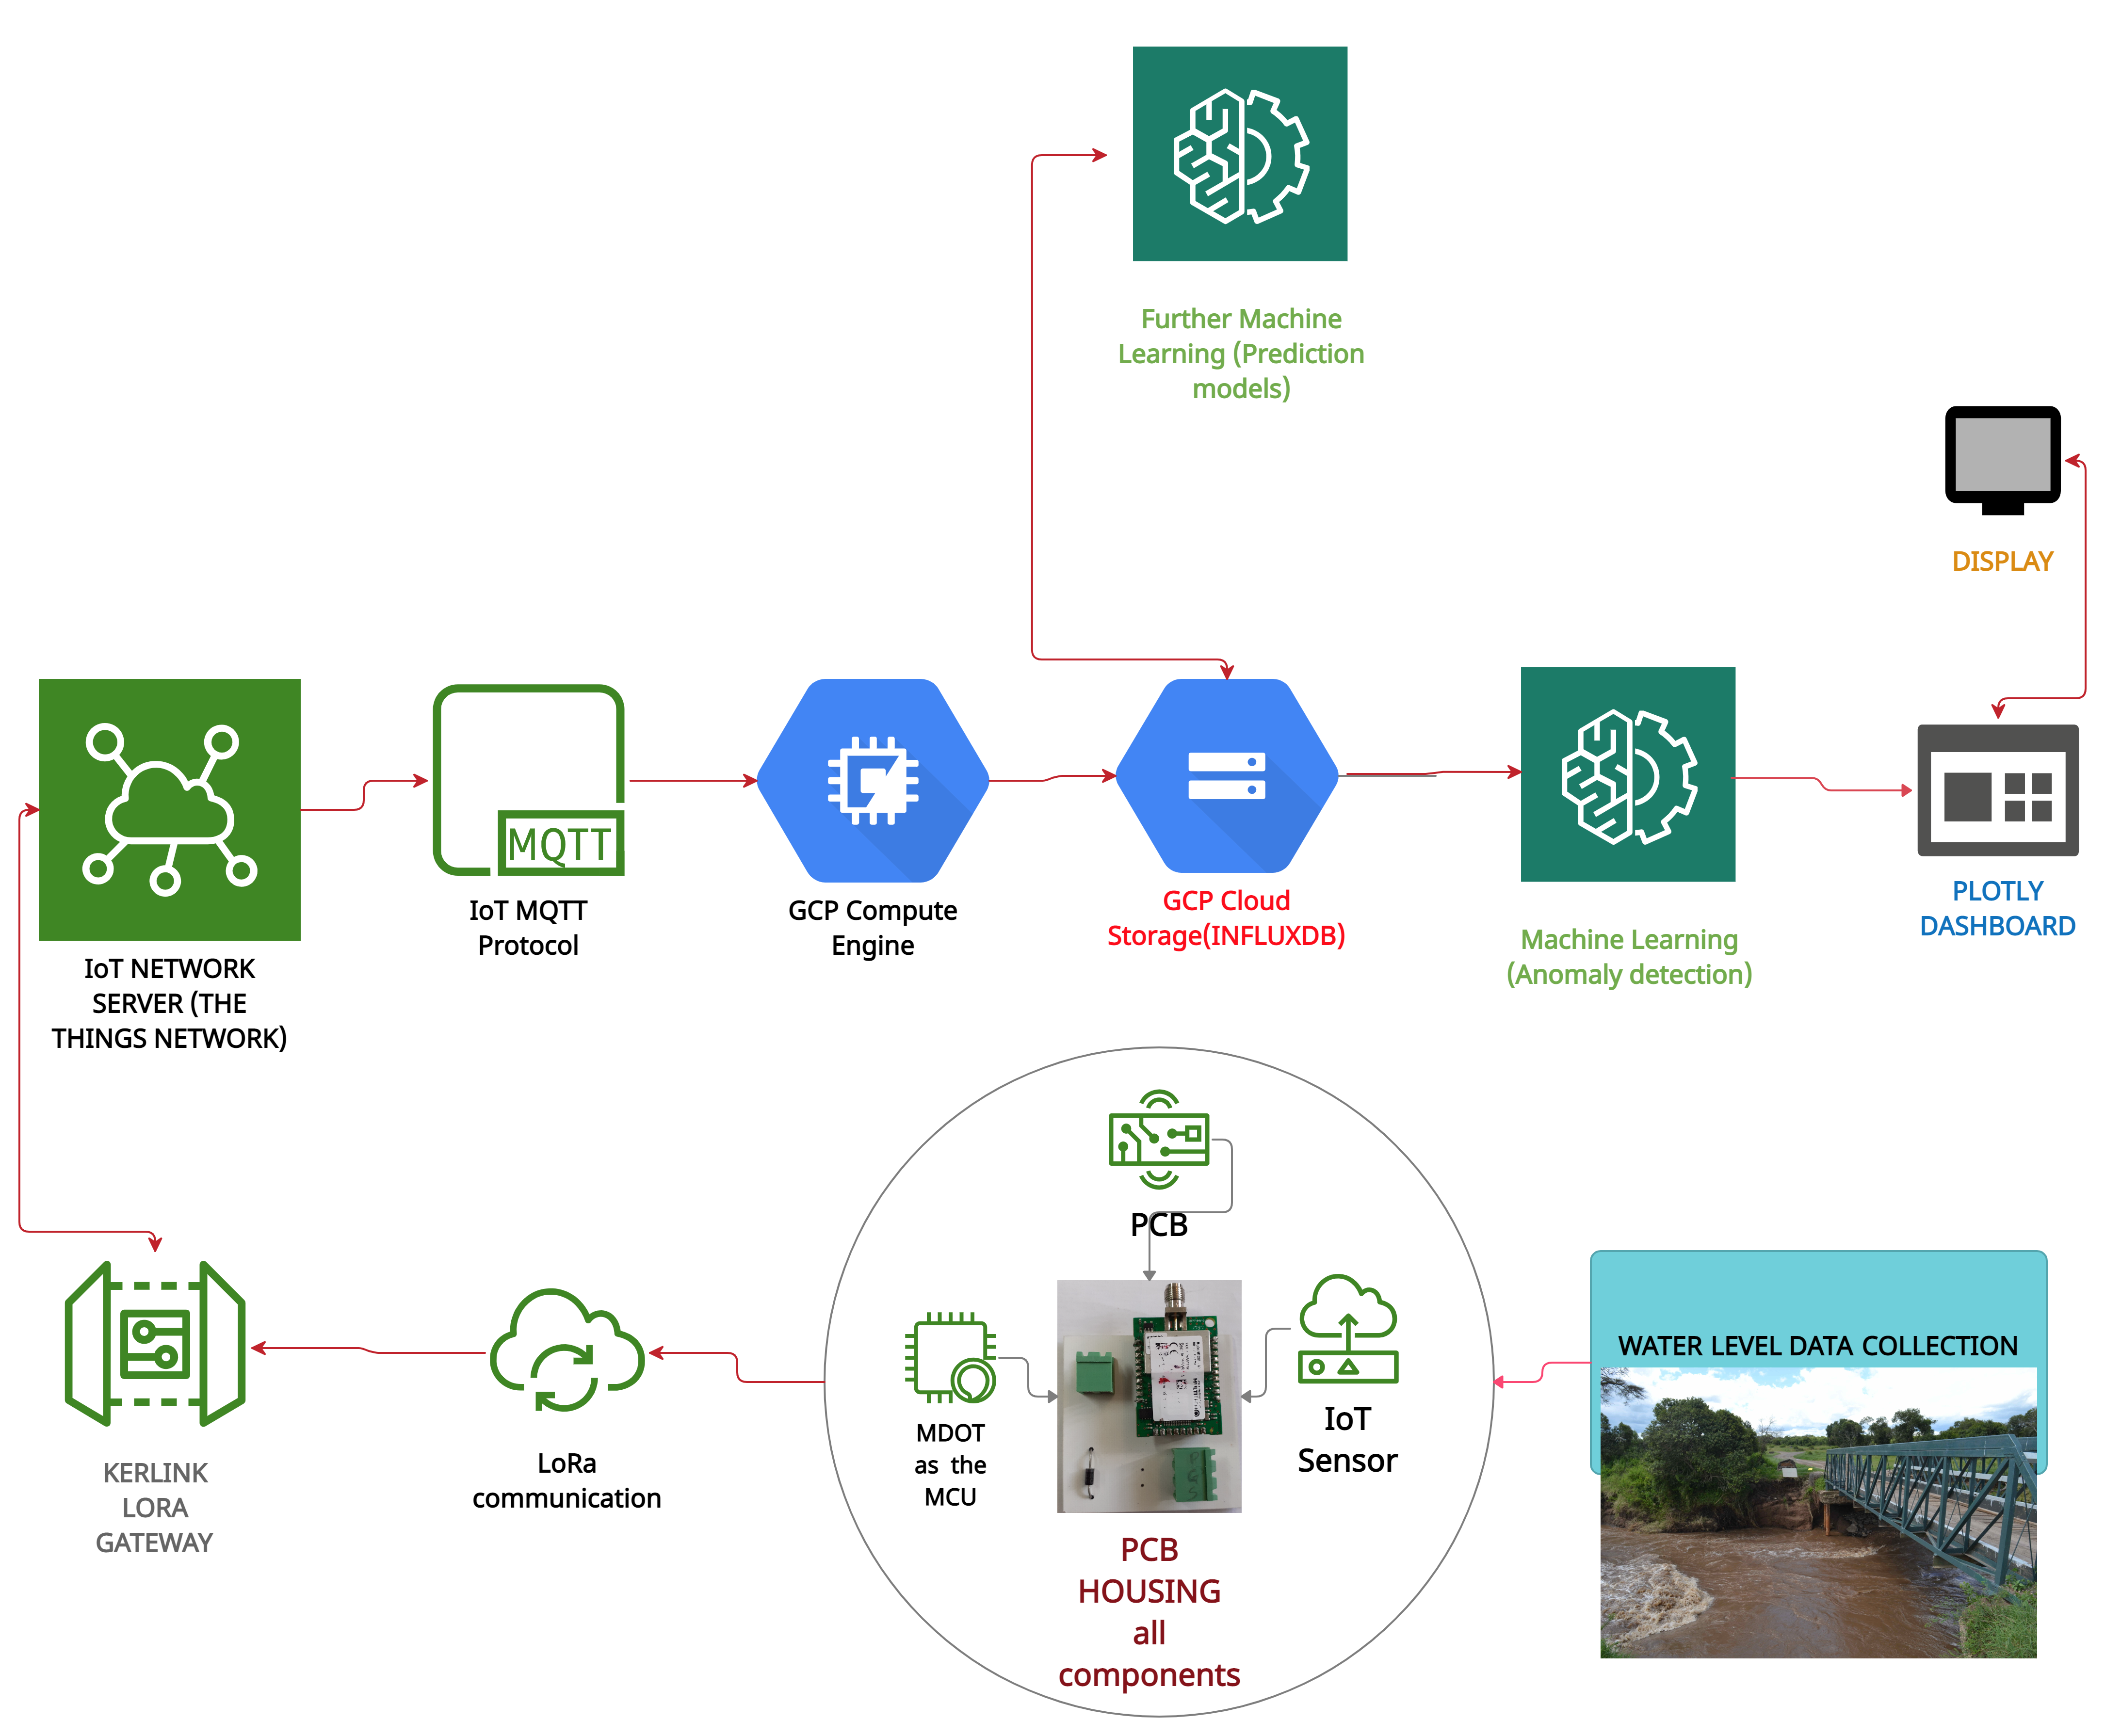 Further Machine
Learning (Prediction
models)
DISPLAY
MQTT
IoT NETWORK
SERVER (THE
THINGS NETWORK)
IoT MQTT
Protocol
GCP Compute
Engine
GCP Cloud
Storage(INFLUXDB)
Machine Learning
(Anomaly detection)
PLOTLY
DASHBOARD
PCB
KERLINK
LORA
GATEWAY
LoRa
communication
MDOT
as the
MCU
IoT
Sensor
PCB
HOUSING
all
components
WATER LEVEL DATA COLLECTION